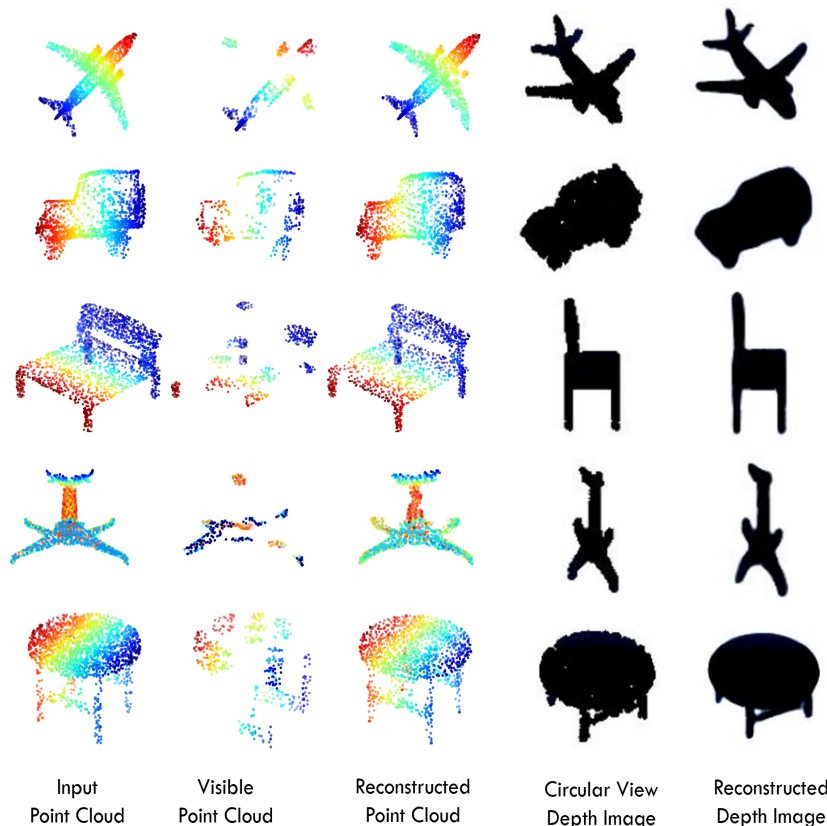 Input
Point Cloud
Visible
Point Cloud
Reconstructed
Point Cloud
Circular View
Depth Image
Reconstructed
Depth Image